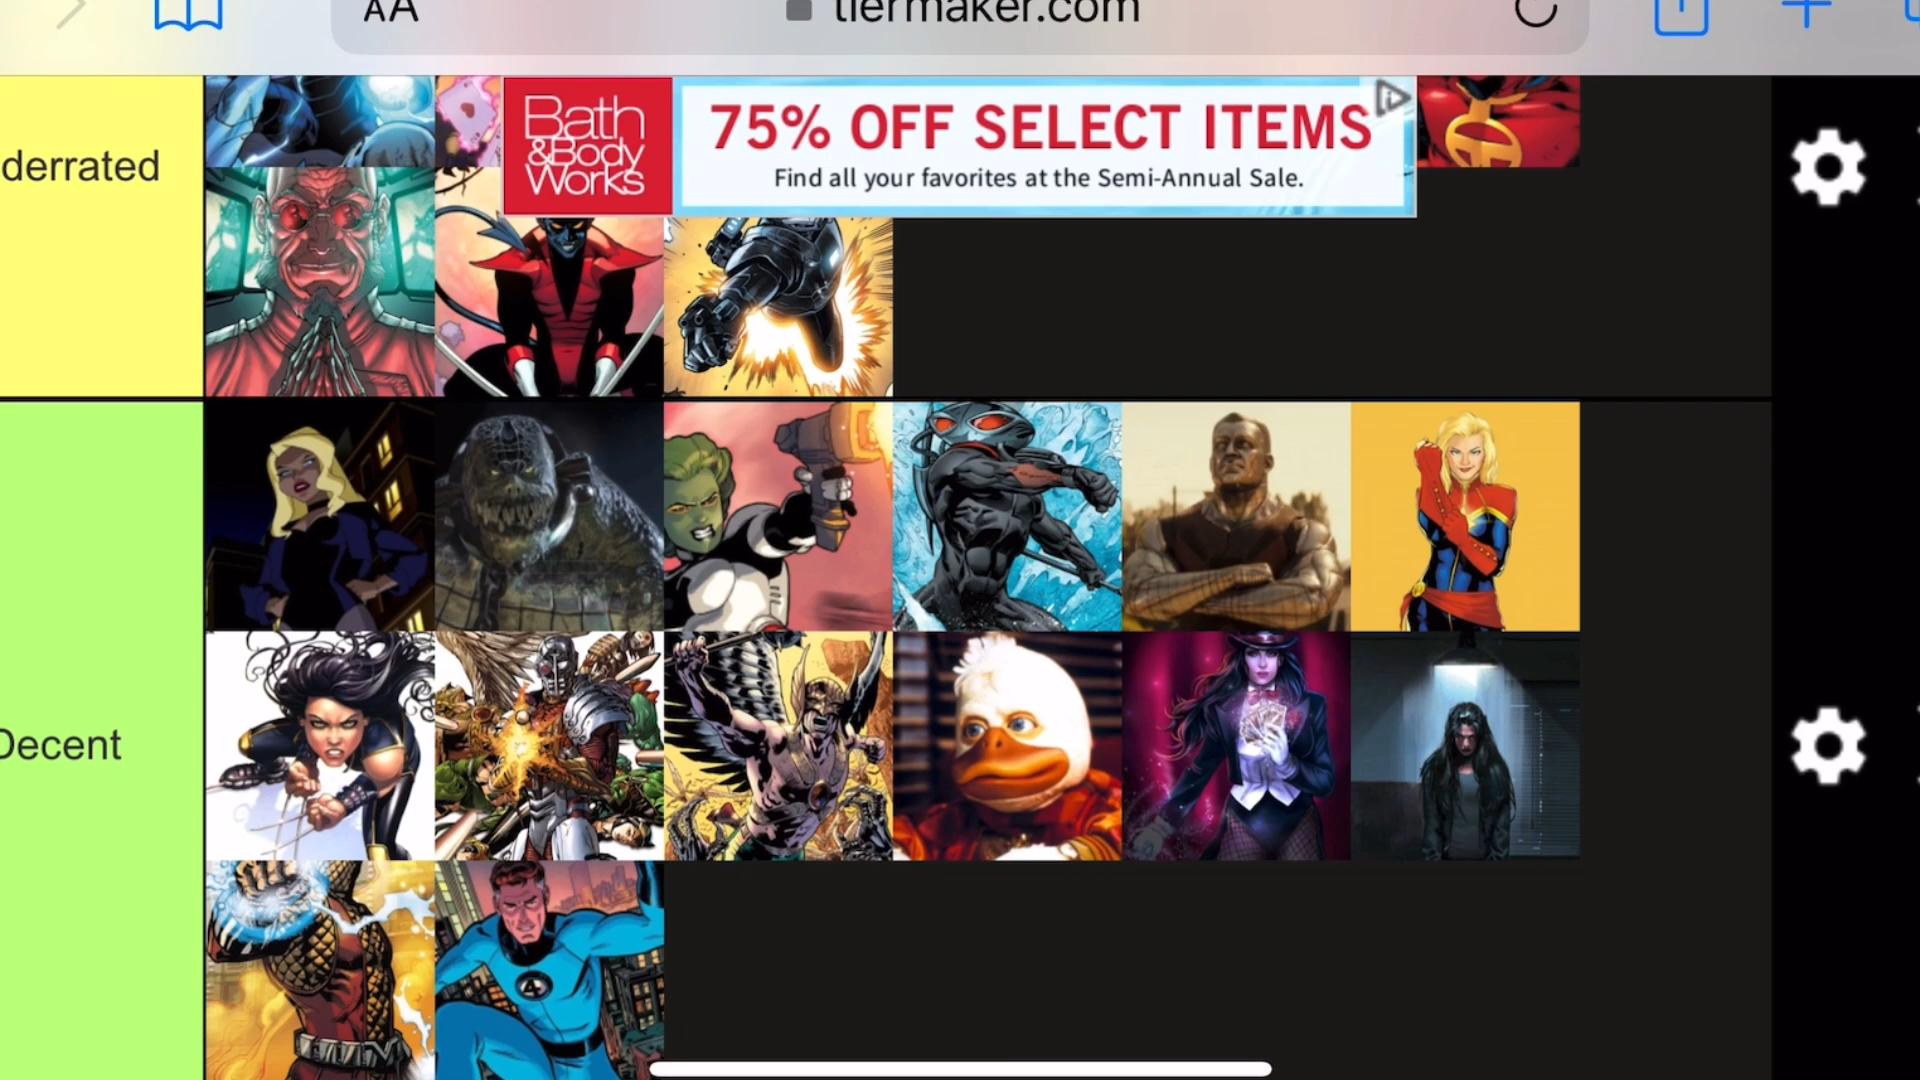 AA
tiermaker.com
Bath
&Body
Works
75% OFF SELECT ITEMS
Find all your favorites at the Semi-Annual Sale.
derrated
Decent
4